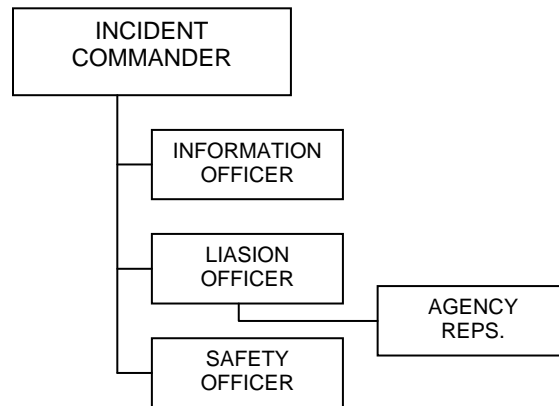 INCIDENT
COMMANDER
INFORMATION
OFFICER
LIASION
OFFICER
AGENCY
REPS.
SAFETY
OFFICER